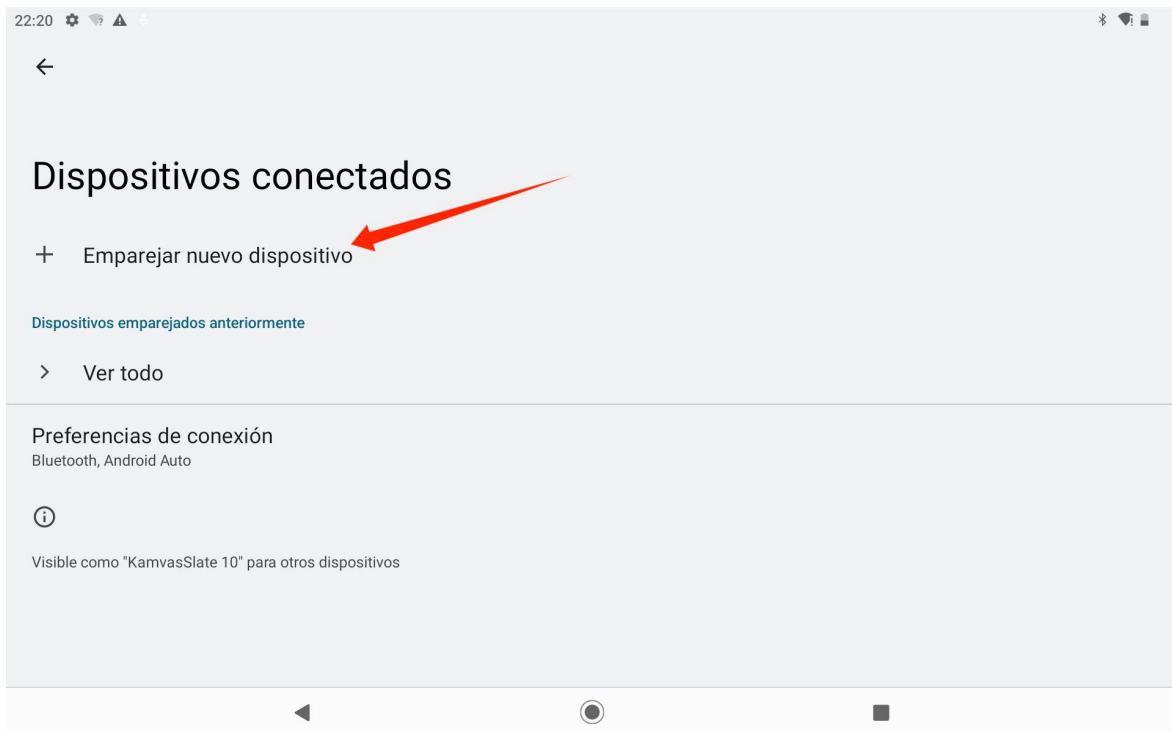 22:20
Dispositivos conectados
Emparejar nuevo dispositivo
Dispositivos emparejados anteriormente
Ver todo
Preferencias de conexión
Bluetooth, Android Auto
Visible como "KamvasSlate 10" para otros dispositivos